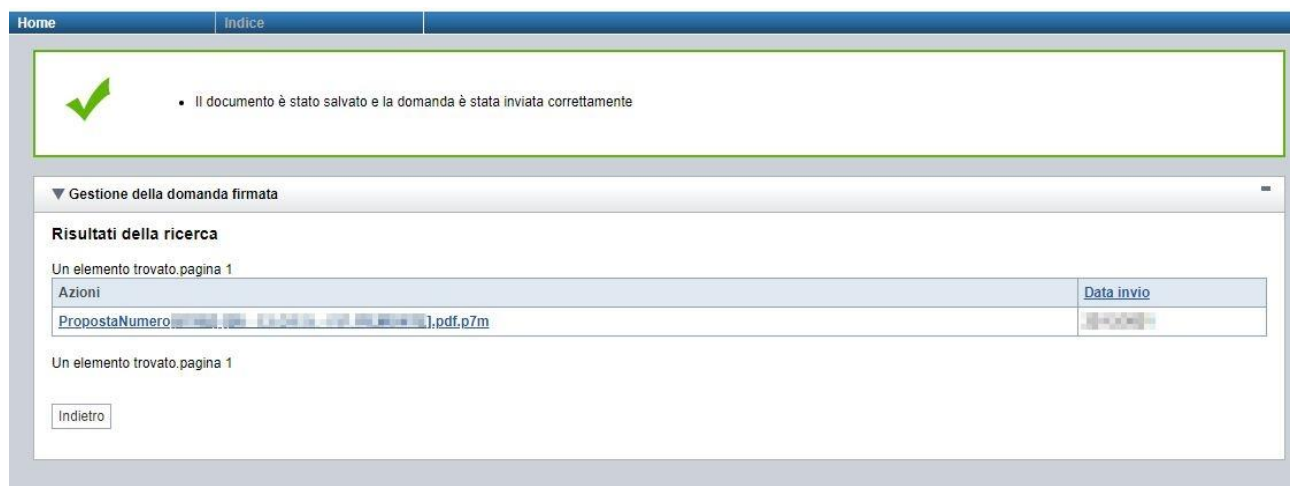 Home Indice
Il documento è stato salvato e la domanda è stata inviata correttamente
Gestione della domanda firmata
Risultati della ricerca
Un elemento trovato.pagina 1
Azioni Data invio
PropostaNumero ].pdf.p7m
Un elemento trovato.pagina 1
Indietro